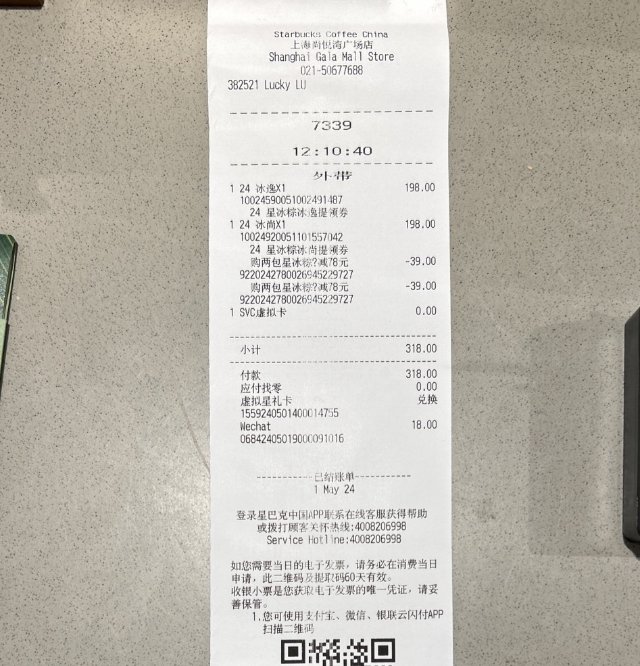 Starbucks Coffee China
上海尚悦湾广场店
Shanghai Gala Mall Store
021-50677688
382521 Lucky LU
7339
12:10:40
外带
1 24 冰逸X1 198.00
10024590051002491487
24 星冰粽冰逸提领券
1 24 冰尚X1 198.00
10024920051101557042
24 星冰粽冰尚提领券
购两包星冰粽?减78元 -39.00
9220242780026945229727
购两包星冰粽?减78元 -39.00
9220242780026945229727
1 SVC虚拟卡 0.00
小计 318.00
付款 318.00
应付找零 0.00
虚拟星礼卡 兑换
1559240501400014755
Wechat 18.00
06842405019000091016
已结账单
1 May 24
登录星巴克中国APP联系在线客服获得帮助
或拨打顾客关怀热线:4008206998
Service Hotline:4008206998
如您需要当日的电子发票，请务必在消费当日
申请，此二维码及提取码60天有效。
收银小票是您获取电子发票的唯一凭证，请妥
善保管。
1.您可使用支付宝、微信、银联云闪付APP
扫描二维码